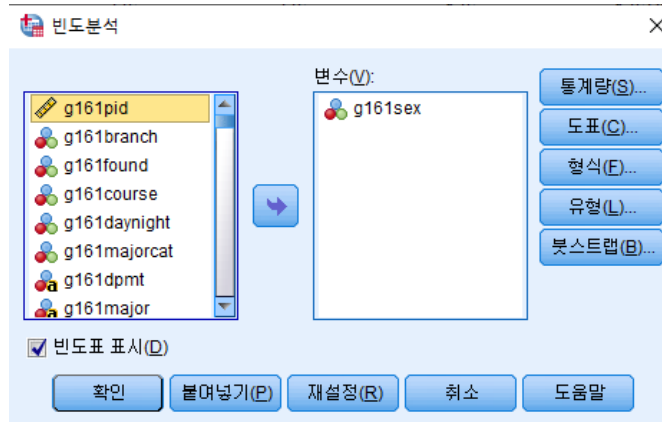 빈도분석
변수(V):
g161pid
g161branch
g161found
g161course
g161daynight
g161majorcat
g161dpmt
g161major
g161sex
통계량(S)...
도표(C)...
형식(F)...
유형(L)...
붓스트랩(B)...
빈도표 표시(D)
확인
붙여넣기(P)
재설정(R)
취소
도움말